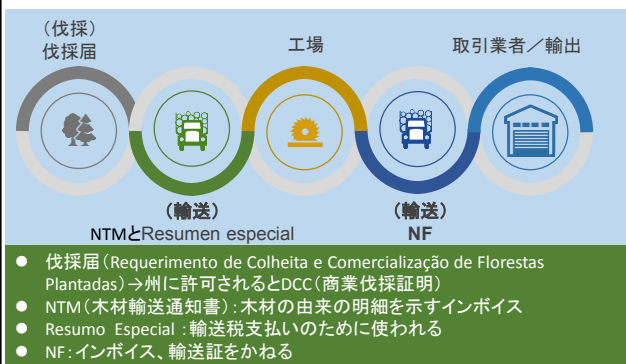 （伐採）
伐採届
工場
取引業者／輸出
（輸送）
NTMとResumen especial
（輸送）
NF
● 伐採届（Requerimento de Colheita e Comercialização de Florestas
Plantadas）→州に許可されるとDCC（商業伐採証明）
● NTM（木材輸送通知書）：木材の由来の明細を示すインボイス
● Resumo Especial：輸送税支払いのために使われる
● NF：インボイス、輸送証をかねる